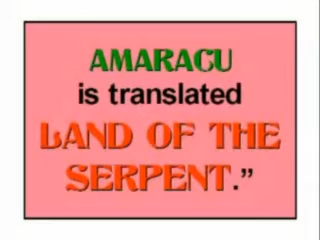 AMARACU
is translated
LAND OF THE
SERPENT.”